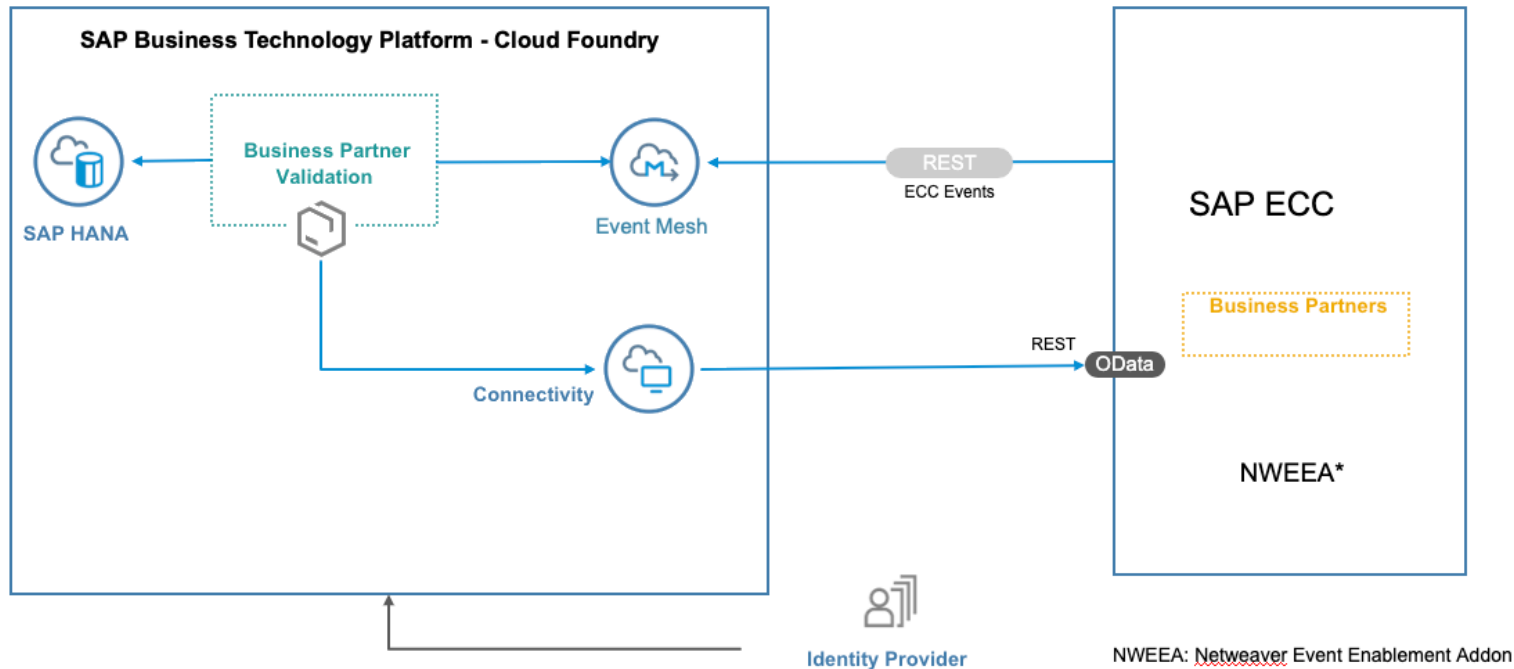 SAP Business Technology Platform - Cloud Foundry
Business Partner
Validation
SAP HANA
Event Mesh
REST
ECC Events
SAP ECC
Business Partners
REST
OData
Connectivity
NWEEA*
Identity Provider
NWEEA: Netweaver Event Enablement Addon